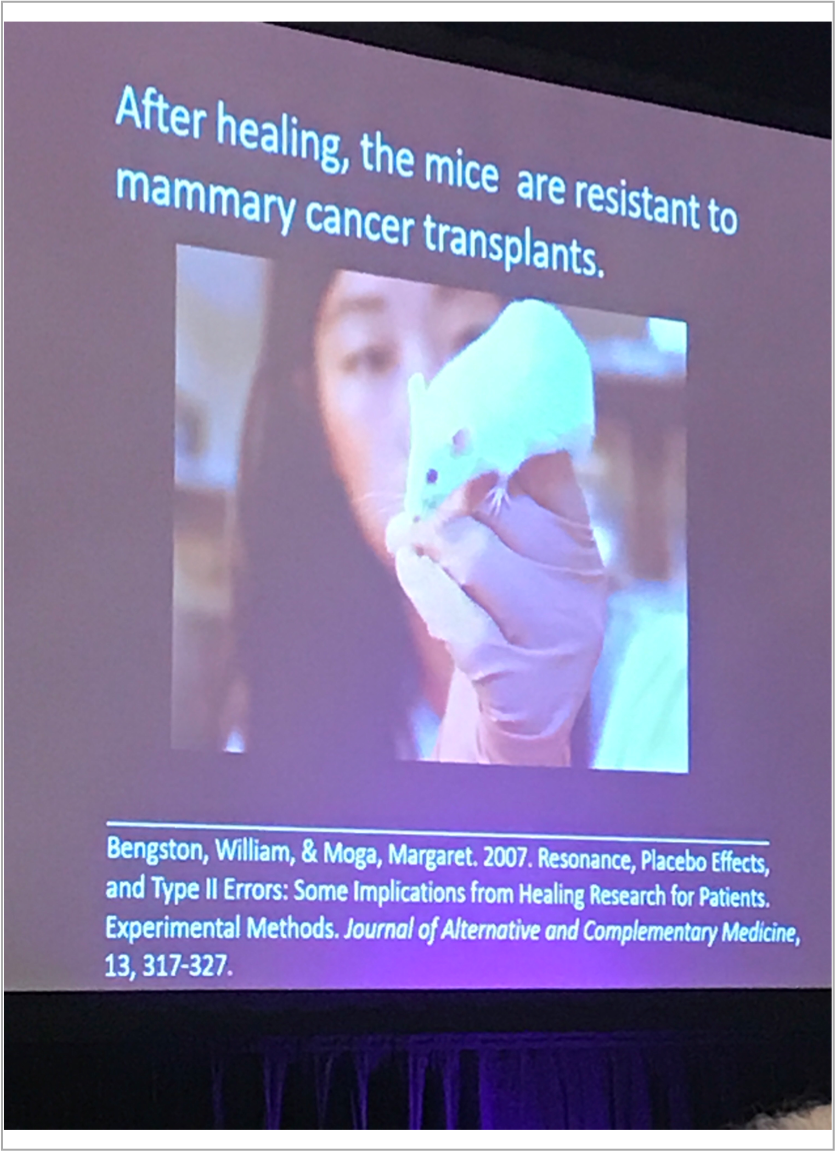 After healing, the mice are resistant to
mammary cancer transplants.
Bengston, William, & Moga, Margaret. 2007. Resonance, Placebo Effects,
and Type II Errors: Some Implications from Healing Research for Patients.
Experimental Methods. Journal of Alternative and Complementary Medicine,
13, 317-327.